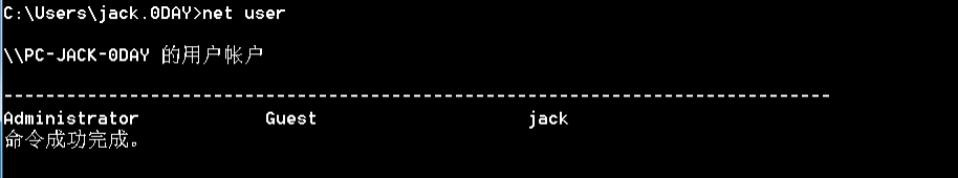 C:\Users\jack.0DAY>net user
\\PC-JACK-0DAY 的用户帐户
-------------------------------------------------------------------------------
Administrator            Guest                    jack
命令成功完成。